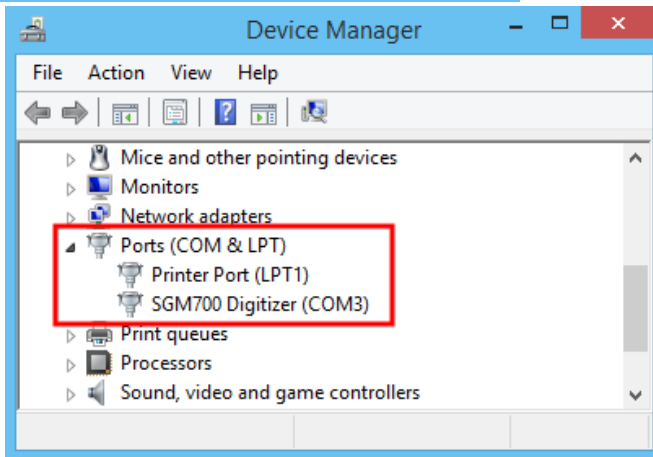 Device Manager
File Action View Help
Mice and other pointing devices
Monitors
Network adapters
Ports (COM & LPT)
Printer Port (LPT1)
SGM700 Digitizer (COM3)
Print queues
Processors
Sound, video and game controllers